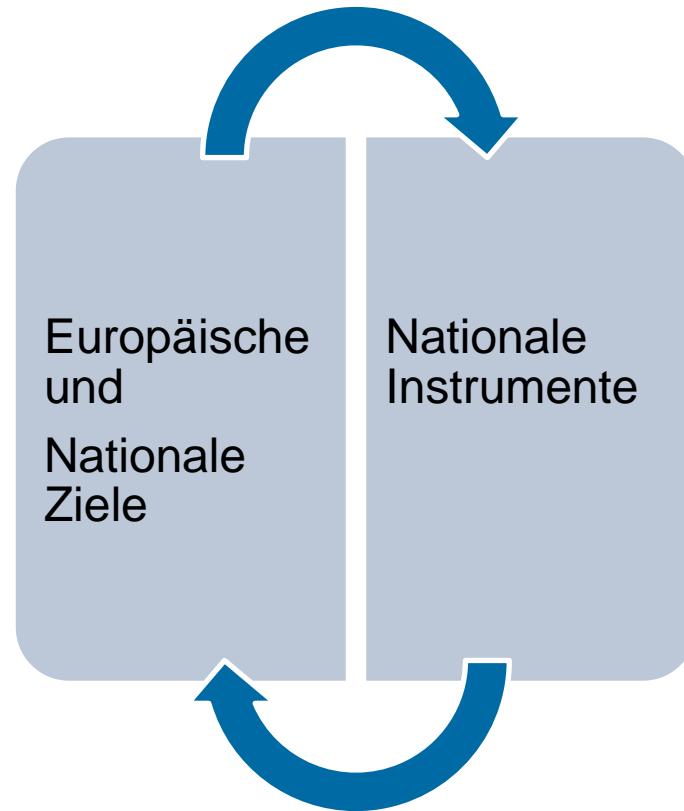 Europäische
und
Nationale
Ziele
Nationale
Instrumente